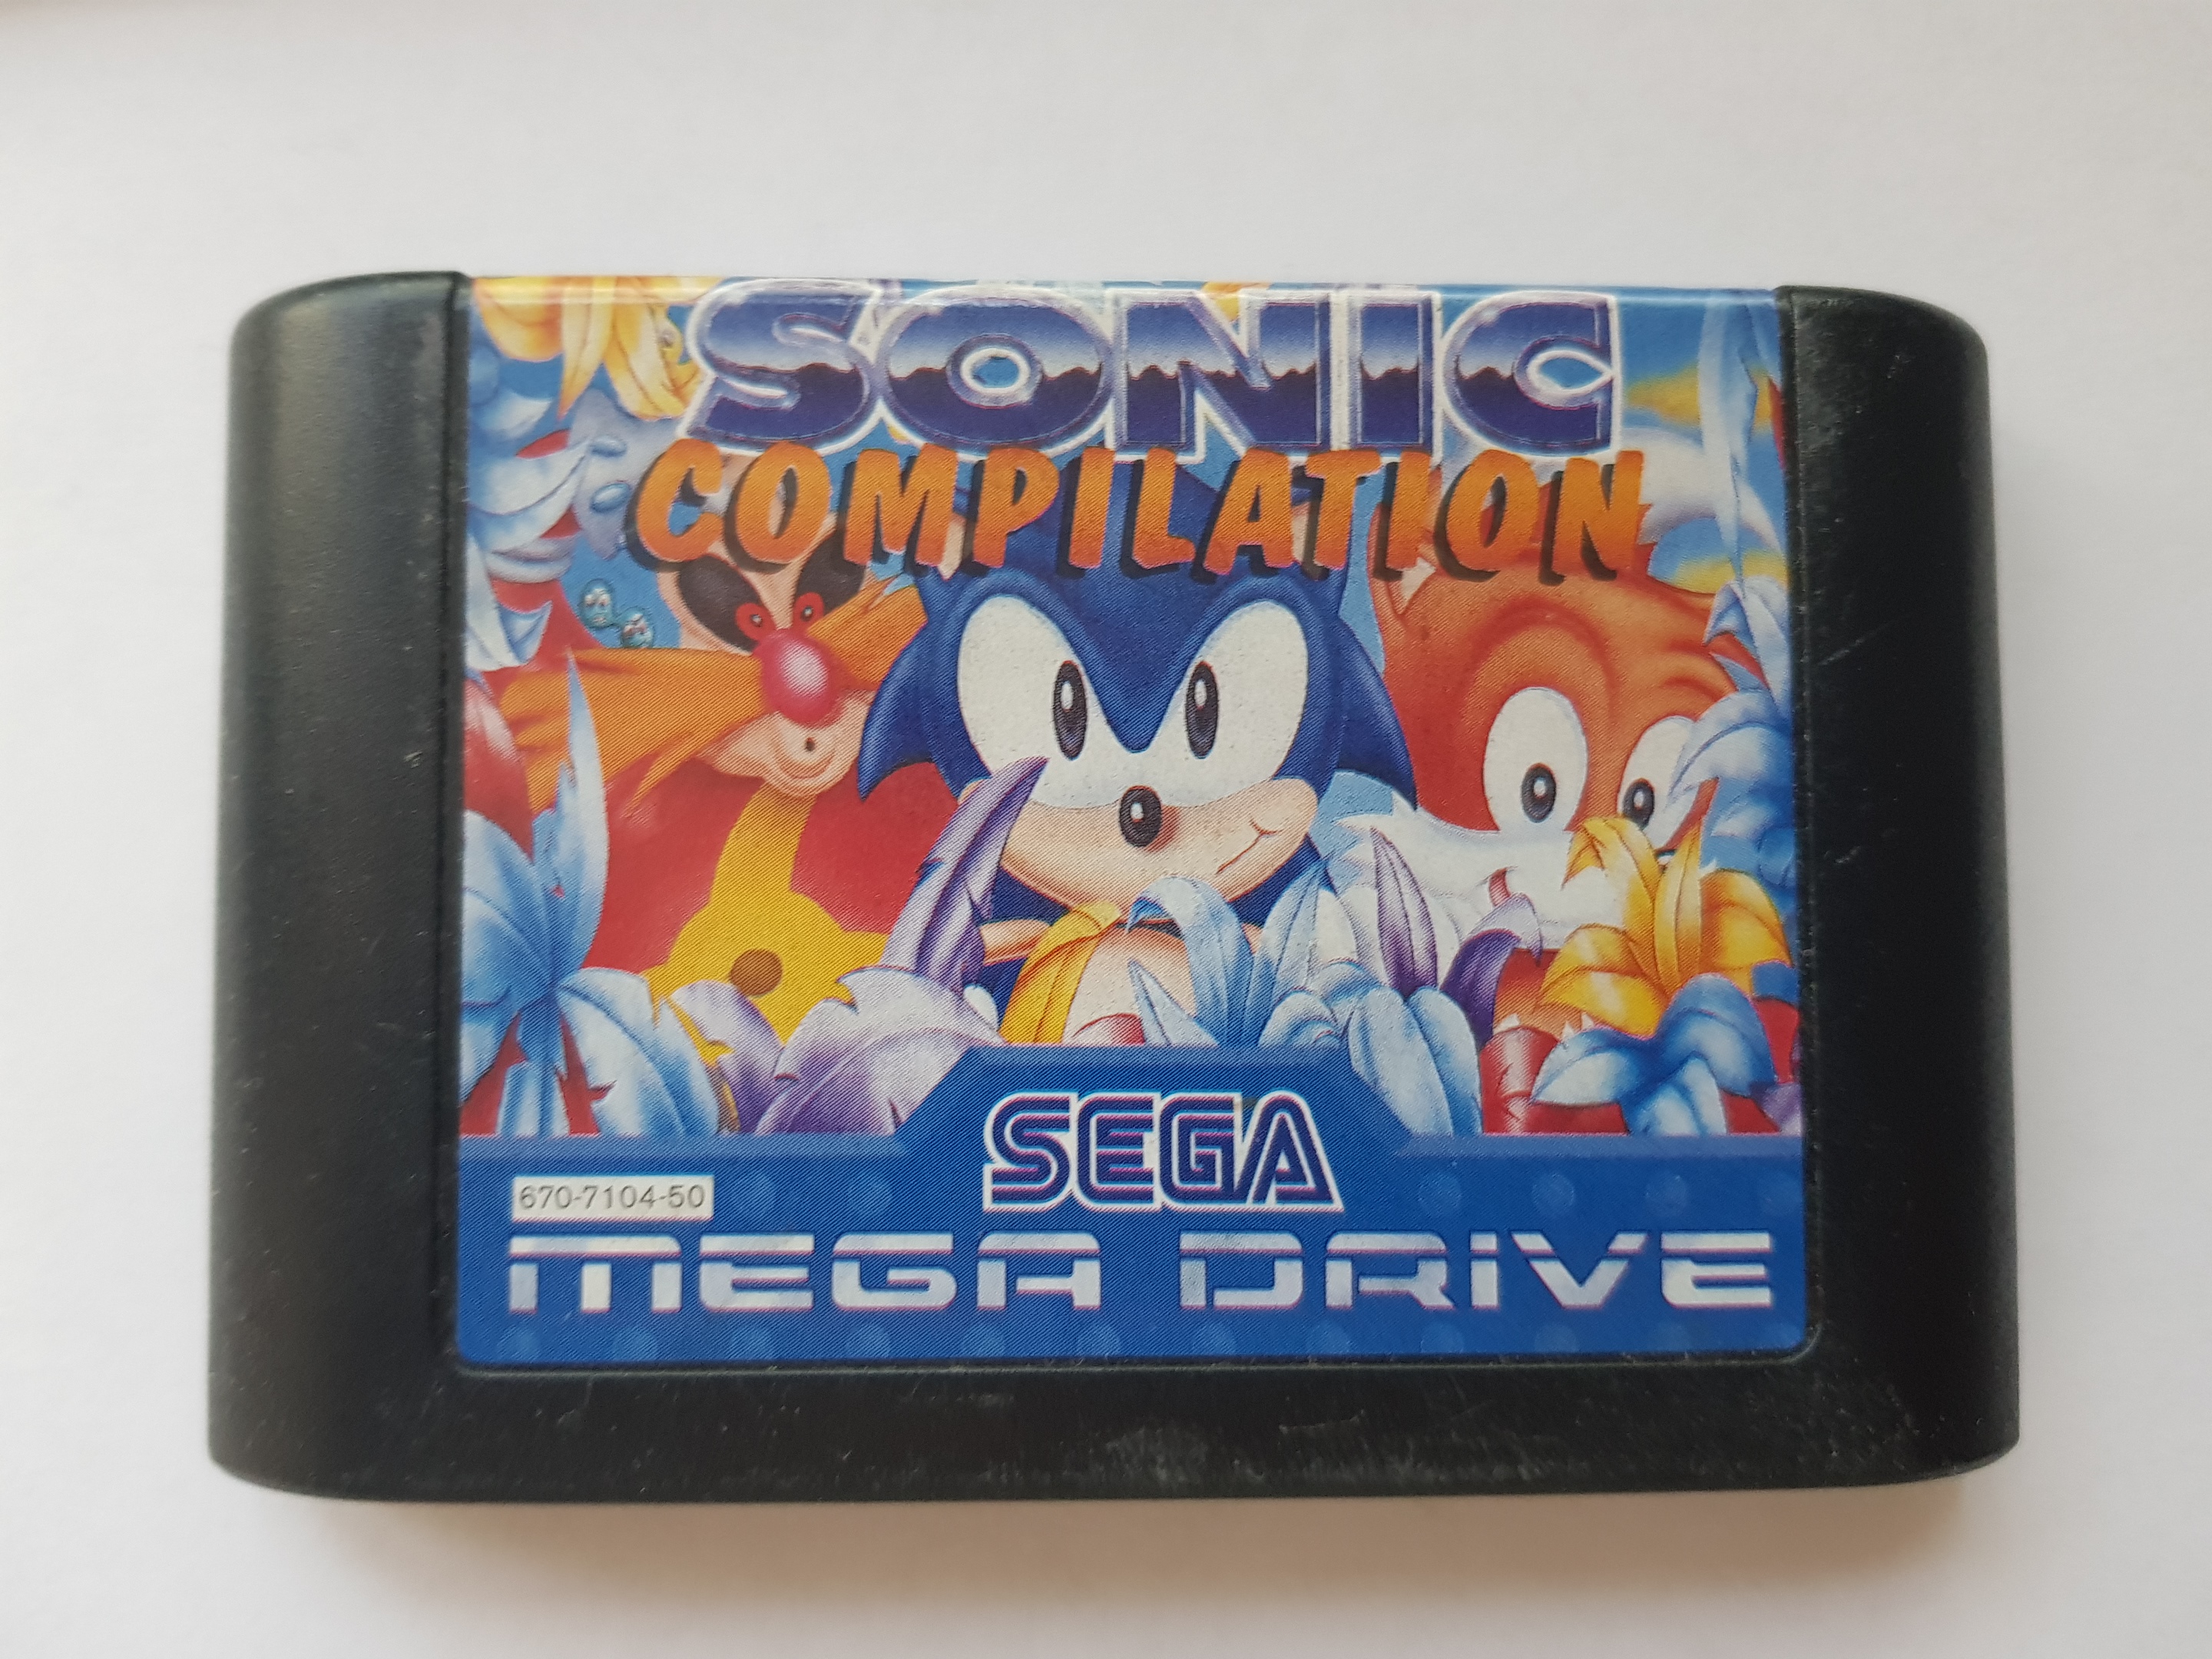 SONIC
COMPILATION
SEGA
670-7104-50
MEGA DRIVE